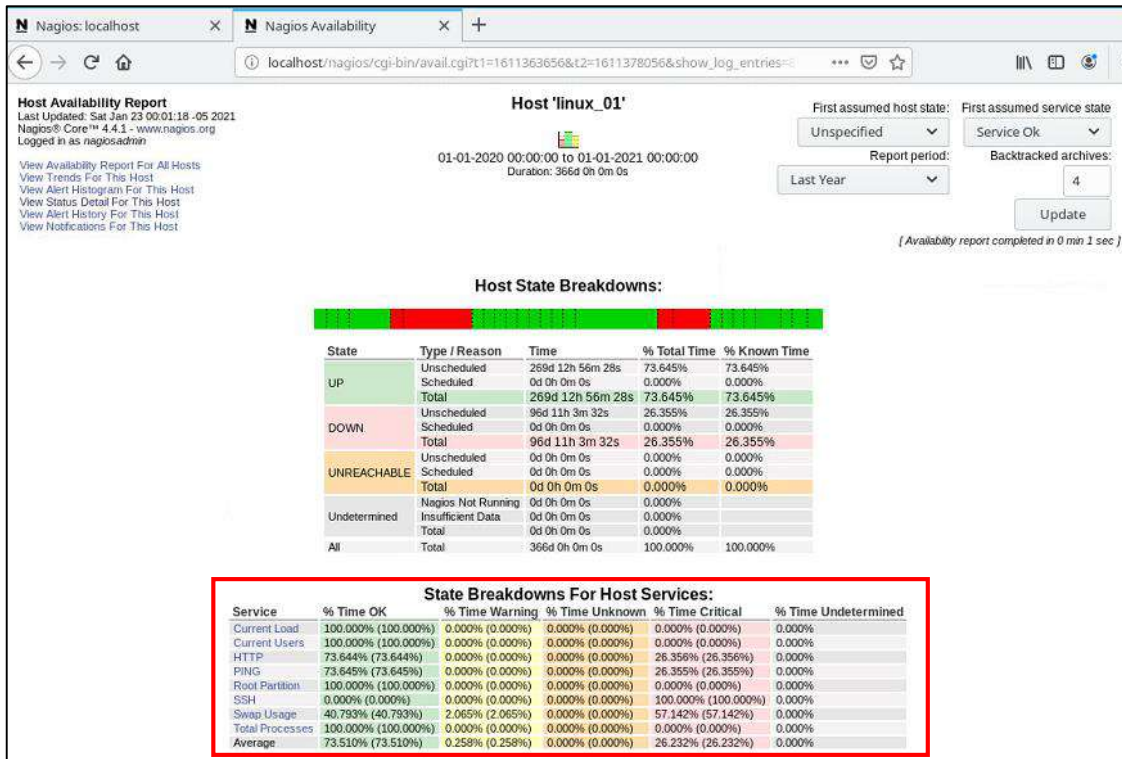 Nagios: localhost × Nagios Availability × +
localhost/nagios/cgi-bin/avail.cgi?t1=1611363656&t2=1611378056&show_log_entries=
Host Availability Report
Last Updated: Sat Jan 23 00:01:18 -05 2021
Nagios® Core™ 4.4.1 - www.nagios.org
Logged in as nagiosadmin
View Availability Report For All Hosts
View Trends For This Host
View Alert Histogram For This Host
View Status Detail For This Host
View Alert History For This Host
View Notifications For This Host
Host 'linux_01'
01-01-2020 00:00:00 to 01-01-2021 00:00:00
Duration: 366d 0h 0m 0s
First assumed host state: First assumed service state
Unspecified Service Ok
Report period: Backtracked archives:
Last Year 4
Update
[ Availability report completed in 0 min 1 sec ]
Host State Breakdowns:
State Type / Reason Time % Total Time % Known Time
UP Unscheduled 269d 12h 56m 28s 73.645% 73.645%
Scheduled 0d 0h 0m 0s 0.000% 0.000%
Total 269d 12h 56m 28s 73.645% 73.645%
DOWN Unscheduled 96d 11h 3m 32s 26.355% 26.355%
Scheduled 0d 0h 0m 0s 0.000% 0.000%
Total 96d 11h 3m 32s 26.355% 26.355%
UNREACHABLE Unscheduled 0d 0h 0m 0s 0.000% 0.000%
Scheduled 0d 0h 0m 0s 0.000% 0.000%
Total 0d 0h 0m 0s 0.000% 0.000%
Undetermined Nagios Not Running 0d 0h 0m 0s 0.000%
Insufficient Data 0d 0h 0m 0s 0.000%
Total 0d 0h 0m 0s 0.000%
All Total 366d 0h 0m 0s 100.000% 100.000%
State Breakdowns For Host Services:
Service % Time OK % Time Warning % Time Unknown % Time Critical % Time Undetermined
Current Load 100.000% (100.000%) 0.000% (0.000%) 0.000% (0.000%) 0.000% (0.000%) 0.000%
Current Users 100.000% (100.000%) 0.000% (0.000%) 0.000% (0.000%) 0.000% (0.000%) 0.000%
HTTP 73.644% (73.644%) 0.000% (0.000%) 0.000% (0.000%) 26.356% (26.356%) 0.000%
PING 73.645% (73.645%) 0.000% (0.000%) 0.000% (0.000%) 26.355% (26.355%) 0.000%
Root Partition 100.000% (100.000%) 0.000% (0.000%) 0.000% (0.000%) 0.000% (0.000%) 0.000%
SSH 0.000% (0.000%) 0.000% (0.000%) 0.000% (0.000%) 100.000% (100.000%) 0.000%
Swap Usage 40.793% (40.793%) 2.065% (2.065%) 0.000% (0.000%) 57.142% (57.142%) 0.000%
Total Processes 100.000% (100.000%) 0.000% (0.000%) 0.000% (0.000%) 0.000% (0.000%) 0.000%
Average 73.510% (73.510%) 0.258% (0.258%) 0.000% (0.000%) 26.232% (26.232%) 0.000%